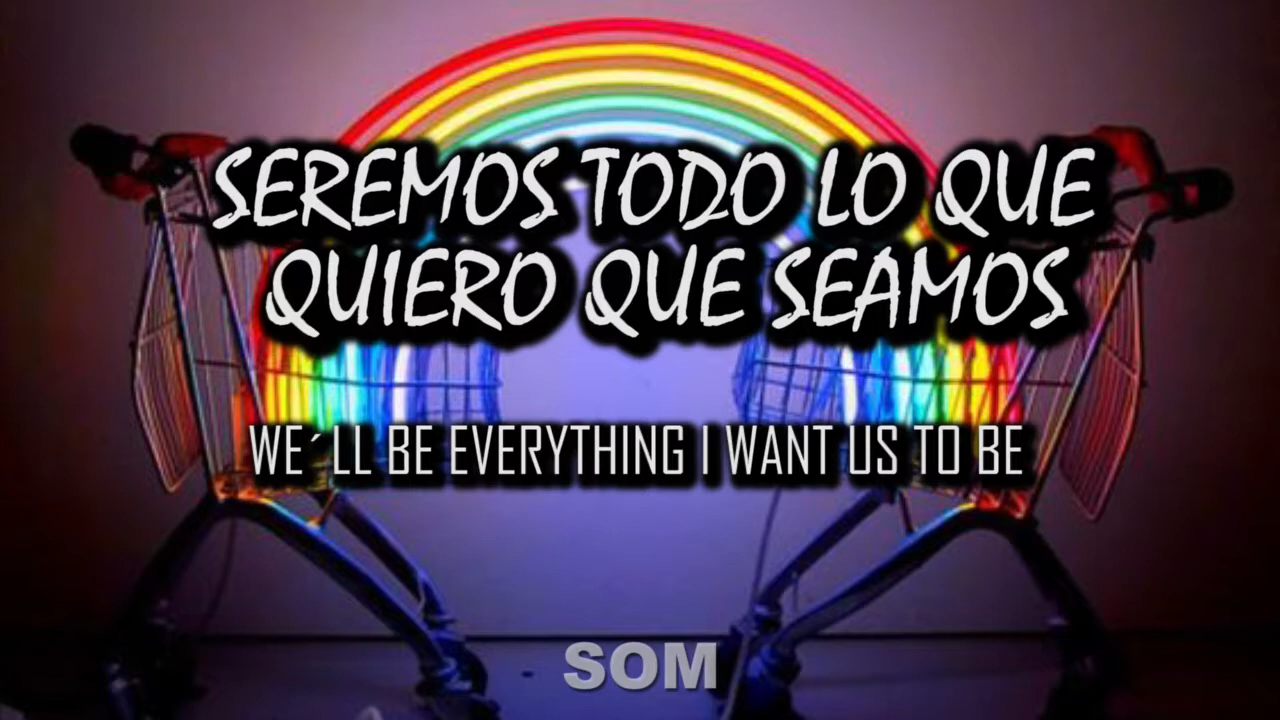 SEREMOS TODO LO QUE
QUIERO QUE SEAMOS
WE´LL BE EVERYTHING I WANT US TO BE
SOM